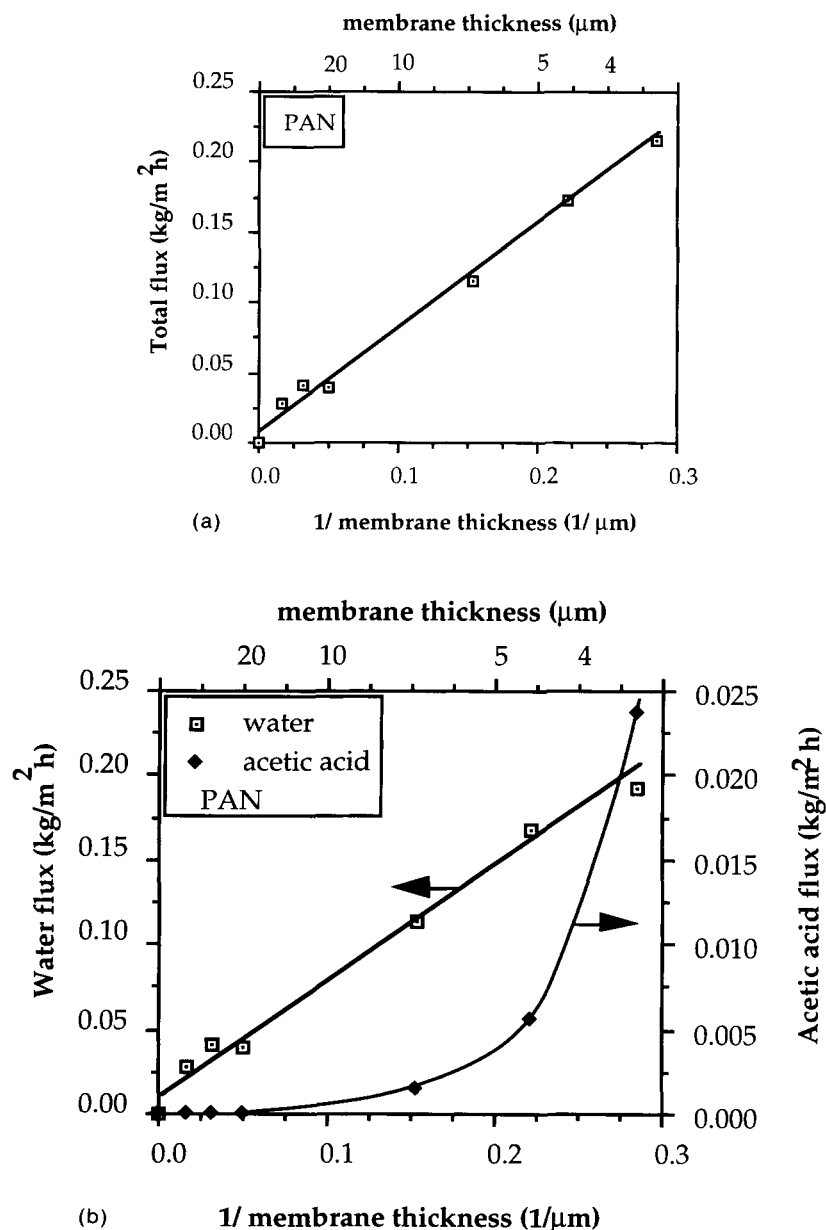 membrane thickness (μm)
20 10 5 4
0.25
0.20
0.15
0.10
0.05
0.00
Total flux (kg/m²h)
PAN
0.0 0.1 0.2 0.3
(a) 1/ membrane thickness (1/ μm)
membrane thickness (μm)
20 10 5 4
0.25
0.20
0.15
0.10
0.05
0.00
Water flux (kg/m²h)
water
acetic acid
PAN
0.025
0.020
0.015
0.010
0.005
0.000
Acetic acid flux (kg/m² h)
0.0 0.1 0.2 0.3
(b) 1/ membrane thickness (1/μm)